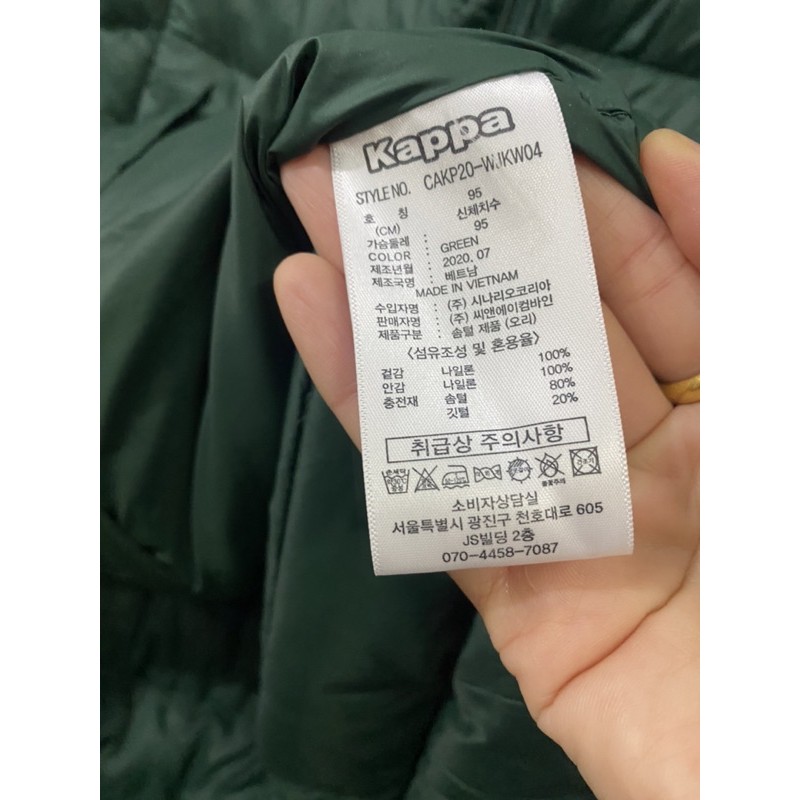 Kappa
STYLE NO. CAKP20-WJKW04
호 칭 95
(CM) 신체치수
가슴둘레 : 95
COLOR : GREEN
제조년월 : 2020. 07
제조국명 : 베트남
MADE IN VIETNAM
수입자명 : (주) 시나리오코리아
판매자명 : (주) 씨앤에이컴바인
제품구분 : 솜털 제품 (오리)
〈섬유조성 및 혼용율〉
겉감 나일론 100%
안감 나일론 100%
충전재 솜털 80%
깃털 20%
취급상 주의사항
소비자상담실
서울특별시 광진구 천호대로 605
JS빌딩 2층
070-4458-7087